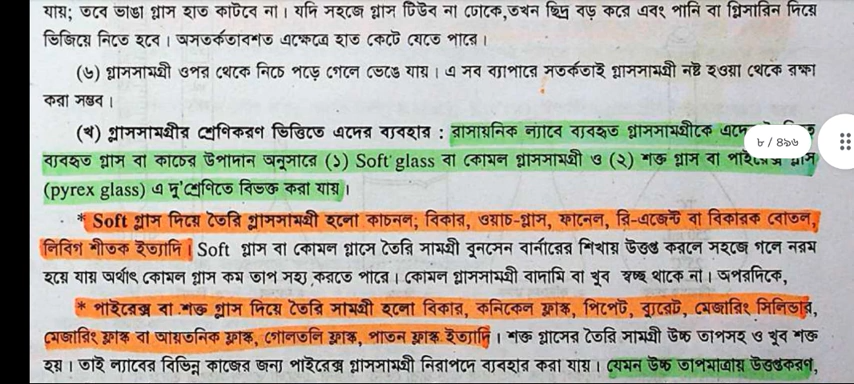 যায়; তবে ভাঙা গ্লাস হাত কাটবে না। যদি সহজে গ্লাস টিউব না ঢোকে, তখন ছিদ্র বড় করে এবং পানি বা গ্লিসারিন দিয়ে
ভিজিয়ে নিতে হবে। অসতর্কতাবশত এক্ষেত্রে হাত কেটে যেতে পারে।
(৬) গ্লাসসামগ্রী ওপর থেকে নিচে পড়ে গেলে ভেঙে যায়। এ সব ব্যাপারে সতর্কতাই গ্লাসসামগ্রী নষ্ট হওয়া থেকে রক্ষা
করা সম্ভব।
(খ) গ্লাসসামগ্রীর শ্রেণিকরণ ভিত্তিতে এদের ব্যবহার : রাসায়নিক ল্যাবে ব্যবহৃত গ্লাসসামগ্রীকে
৮ / ৪৯৬
ব্যবহৃত গ্লাস বা কাচের উপাদান অনুসারে (১) Soft glass বা কোমল গ্লাসসামগ্রী ও (২) শক্ত গ্লাস বা পাইরেক্স গ্লাস
(pyrex glass) এ দু'শ্রেণিতে বিভক্ত করা যায়।
* Soft গ্লাস দিয়ে তৈরি গ্লাসসামগ্রী হলো কাচনল; বিকার, ওয়াচ-গ্লাস, ফানেল, রি-এজেন্ট বা বিকারক বোতল,
লিবিগ শীতক ইত্যাদি। Soft গ্লাস বা কোমল গ্লাসে তৈরি সামগ্রী বুনসেন বার্নারের শিখায় উত্তপ্ত করলে সহজে গলে নরম
হয়ে যায় অর্থাৎ কোমল গ্লাস কম তাপ সহ্য করতে পারে। কোমল গ্লাসসামগ্রী বাদামি বা খুব স্বচ্ছ থাকে না। অপরদিকে,
* পাইরেক্স বা শক্ত গ্লাস দিয়ে তৈরি সামগ্রী হলো বিকার, কনিকেল ফ্লাস্ক, পিপেট, ব্যুরেট, মেজারিং সিলিন্ডার,
মেজারিং ফ্লাস্ক বা আয়তনিক ফ্লাস্ক, গোলতলি ফ্লাস্ক, পাতন ফ্লাস্ক ইত্যাদি। শক্ত গ্লাসের তৈরি সামগ্রী উচ্চ তাপসহ ও খুব শক্ত
হয়। তাই ল্যাবের বিভিন্ন কাজের জন্য পাইরেক্স গ্লাসসামগ্রী নিরাপদে ব্যবহার করা যায়। যেমন উচ্চ তাপমাত্রায় উত্তপ্তকরণ,